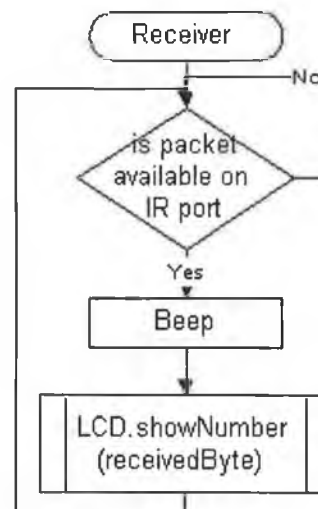 Receiver
No
is packet
available on
IR port
Yes
Beep
LCD.showNumber
(receivedByte)